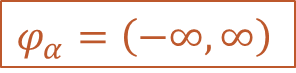 φ_α = (−∞, ∞)